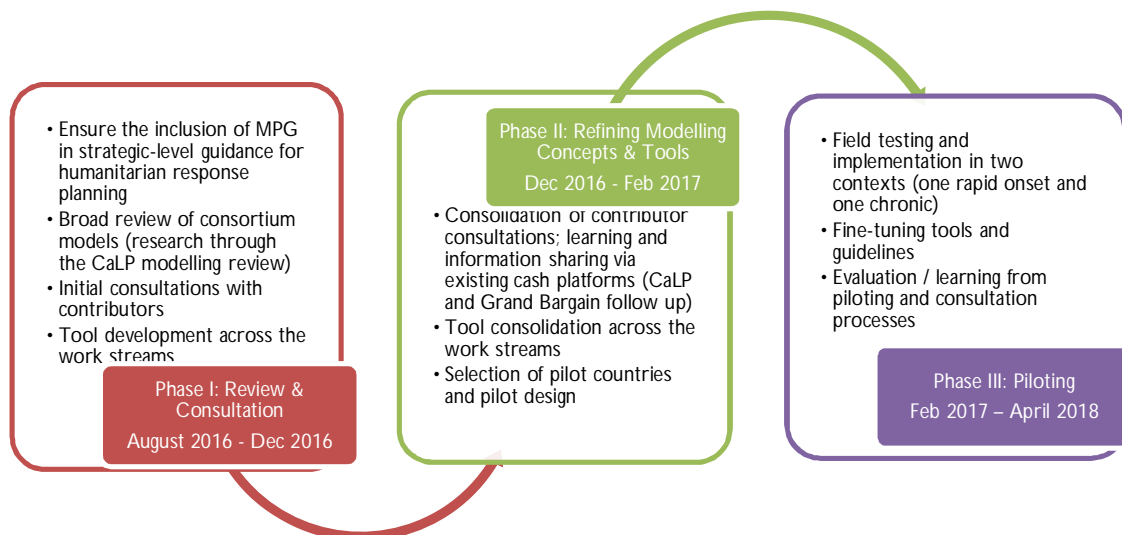 • Ensure the inclusion of MPG
in strategic-level guidance for
humanitarian response
planning
• Broad review of consortium
models (research through
the CaLP modelling review)
• Initial consultations with
contributors
• Tool development across the
work streams
Phase I: Review &
Consultation
August 2016 - Dec 2016
Phase II: Refining Modelling
Concepts & Tools
Dec 2016 - Feb 2017
• Consolidation of contributor
consultations; learning and
information sharing via
existing cash platforms (CaLP
and Grand Bargain follow up)
• Tool consolidation across the
work streams
• Selection of pilot countries
and pilot design
• Field testing and
implementation in two
contexts (one rapid onset and
one chronic)
• Fine-tuning tools and
guidelines
• Evaluation / learning from
piloting and consultation
processes
Phase III: Piloting
Feb 2017 – April 2018